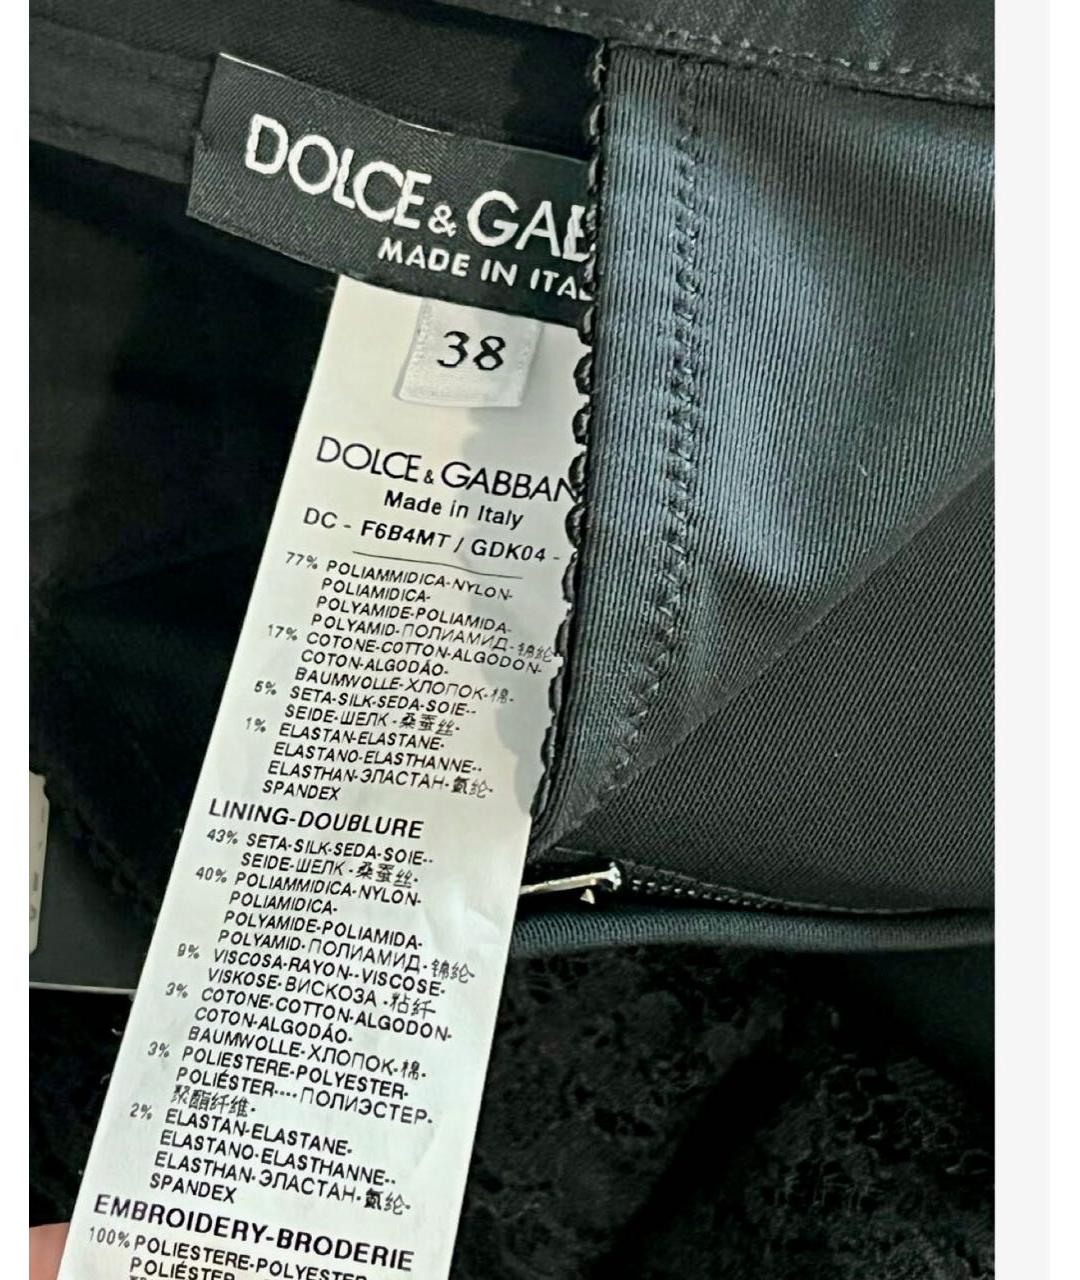 DOLCE & GAB
MADE IN ITA
38
DOLCE & GABBAN
Made in Italy
DC - F6B4MT / GDK04 -
77% POLIAMMIDICA-NYLON-
POLIAMIDICA-
POLYAMIDE-POLIAMIDA-
POLYAMID-ПОЛИАМИД-锦纶
17% COTONE-COTTON-ALGODON-
COTON-ALGODÃO-
BAUMWOLLE-ХЛОПОК-棉-
5% SETA-SILK-SEDA-SOIE--
SEIDE-ШЕЛК-桑蚕丝-
1% ELASTAN-ELASTANE-
ELASTANO-ELASTHANNE--
ELASTHAN-ЭЛАСТАН-氨纶-
SPANDEX
LINING-DOUBLURE
43% SETA-SILK-SEDA-SOIE--
SEIDE-ШЕЛК-桑蚕丝-
40% POLIAMMIDICA-NYLON-
POLIAMIDICA-
POLYAMIDE-POLIAMIDA-
POLYAMID-ПОЛИАМИД-锦纶-
9% VISCOSA-RAYON--VISCOSE-
VISKOSE-ВИСКОЗА-粘纤
3% COTONE-COTTON-ALGODON-
COTON-ALGODÃO-
BAUMWOLLE-ХЛОПОК-棉-
3% POLIESTERE-POLYESTER-
POLIÉSTER----ПОЛИЭСТЕР-
聚酯纤维-
2% ELASTAN-ELASTANE-
ELASTANO-ELASTHANNE--
ELASTHAN-ЭЛАСТАН-氨纶-
SPANDEX
EMBROIDERY-BRODERIE
100% POLIESTERE-POLYESTER
POLIÉSTER